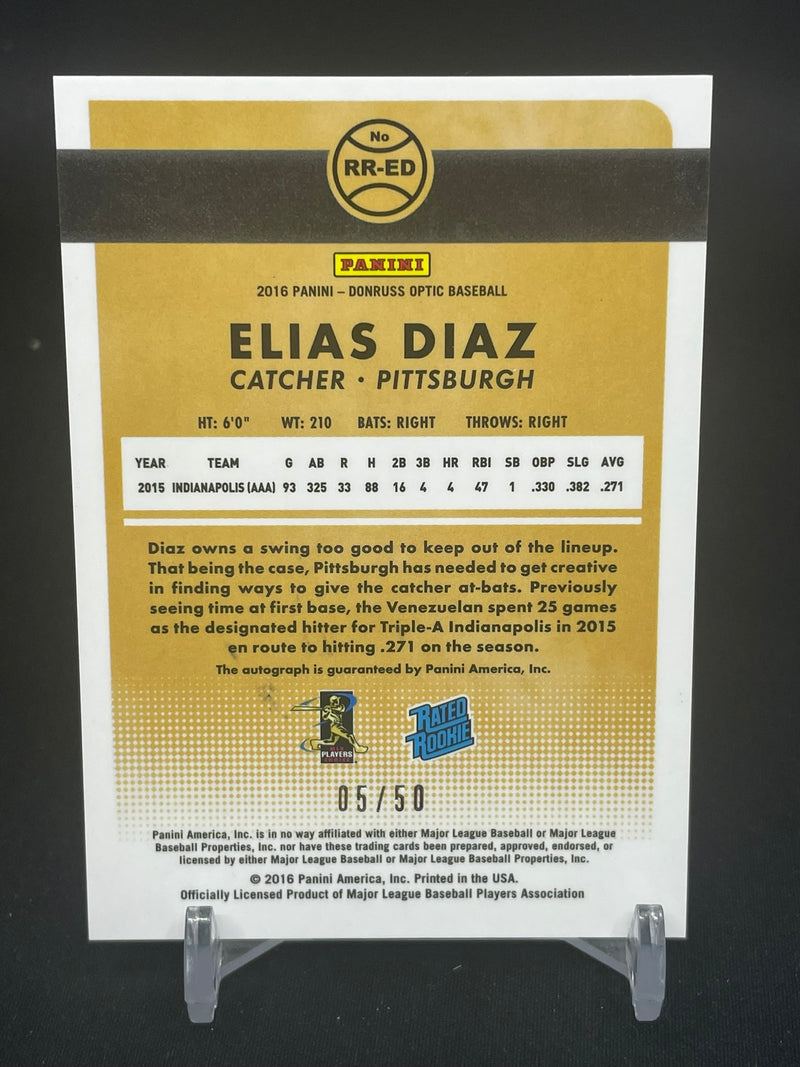 No
RR-ED
PANINI
2016 PANINI – DONRUSS OPTIC BASEBALL
ELIAS DIAZ
CATCHER • PITTSBURGH
HT: 6'0" WT: 210 BATS: RIGHT THROWS: RIGHT
YEAR TEAM G AB R H 2B 3B HR RBI SB OBP SLG AVG
2015 INDIANAPOLIS (AAA) 93 325 33 88 16 4 4 47 1 .330 .382 .271
Diaz owns a swing too good to keep out of the lineup.
That being the case, Pittsburgh has needed to get creative
in finding ways to give the catcher at-bats. Previously
seeing time at first base, the Venezuelan spent 25 games
as the designated hitter for Triple-A Indianapolis in 2015
en route to hitting .271 on the season.
The autograph is guaranteed by Panini America, Inc.
PLAYERS
RATED
ROOKIE
05/50
Panini America, Inc. is in no way affiliated with either Major League Baseball or Major League
Baseball Properties, Inc. nor have these trading cards been prepared, approved, endorsed, or
licensed by either Major League Baseball or Major League Baseball Properties, Inc.
© 2016 Panini America, Inc. Printed in the USA.
Officially Licensed Product of Major League Baseball Players Association